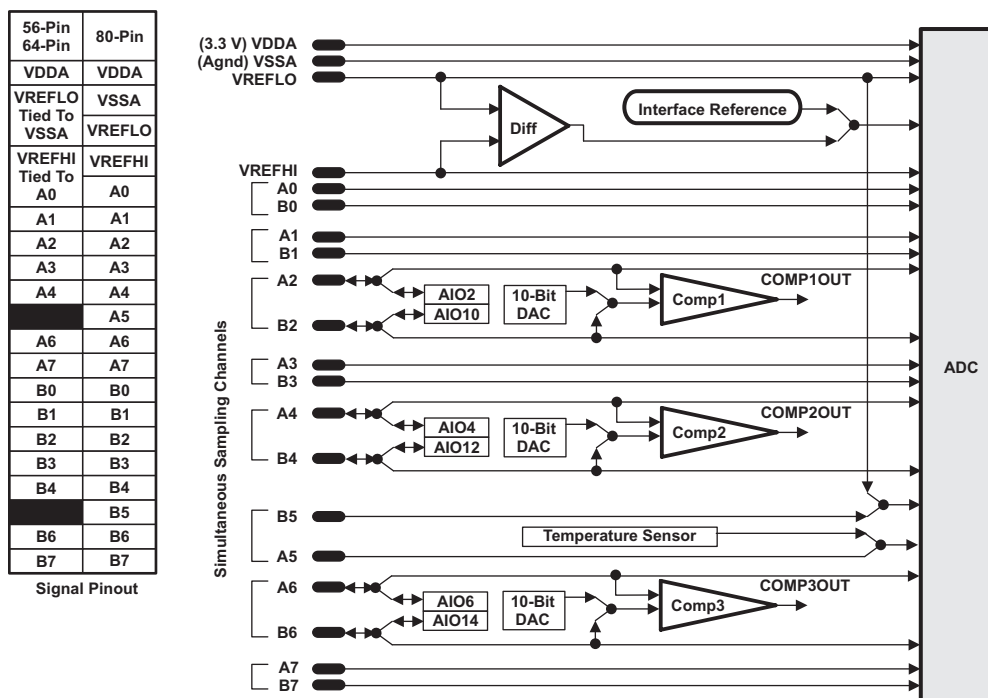 56-Pin
64-Pin
80-Pin
VDDA
VDDA
VREFLO
Tied To
VSSA
VSSA
VREFLO
VREFHI
Tied To
A0
VREFHI
A0
A1
A1
A2
A2
A3
A3
A4
A4
A5
A6
A6
A7
A7
B0
B0
B1
B1
B2
B2
B3
B3
B4
B4
B5
B6
B6
B7
B7
Signal Pinout
(3.3 V) VDDA
(Agnd) VSSA
VREFLO
Interface Reference
Diff
VREFHI
A0
B0
A1
B1
A2
AIO2
AIO10
10-Bit
DAC
Comp1
COMP1OUT
B2
Simultaneous Sampling Channels
A3
B3
ADC
A4
AIO4
AIO12
10-Bit
DAC
Comp2
COMP2OUT
B4
B5
Temperature Sensor
A5
A6
AIO6
AIO14
10-Bit
DAC
Comp3
COMP3OUT
B6
A7
B7